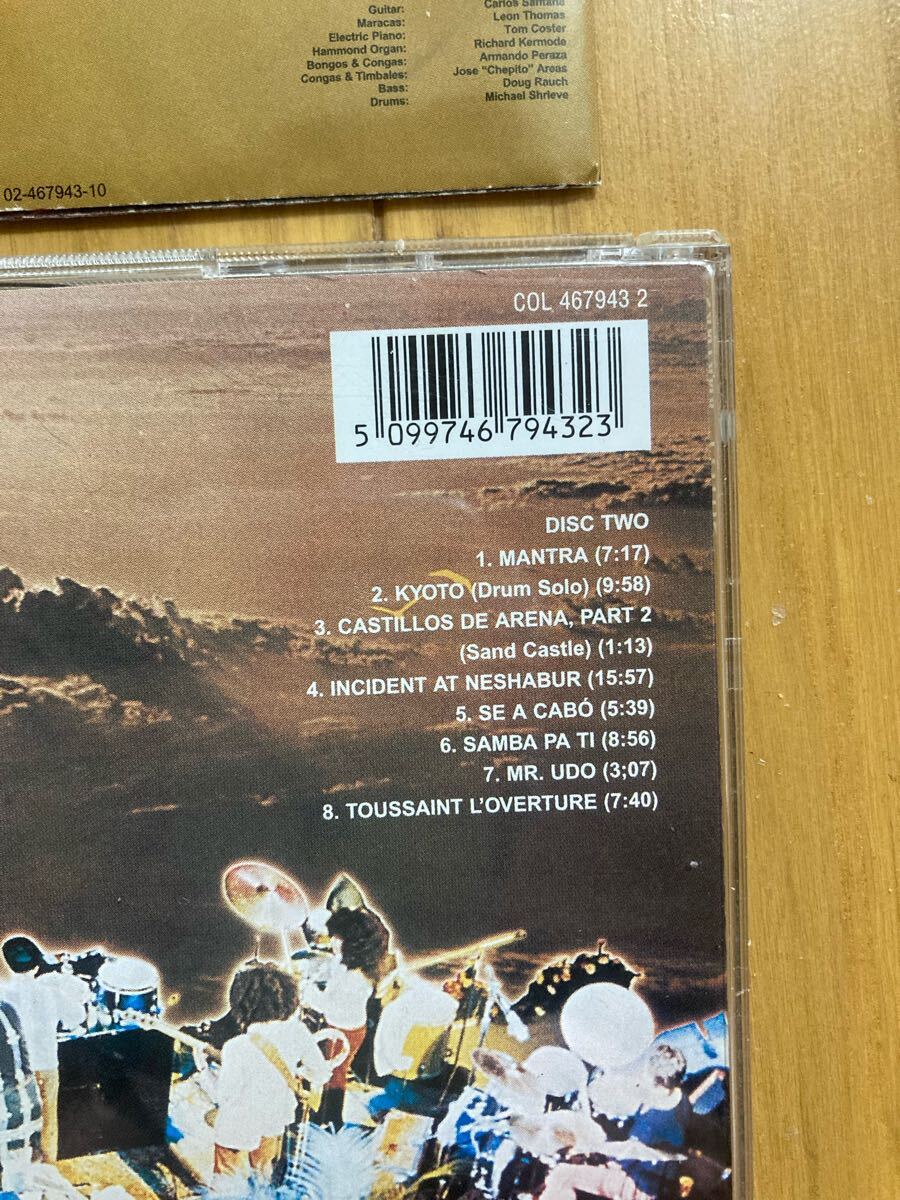 Guitar: Carlos Santana
Maracas: Leon Thomas
Electric Piano: Tom Coster
Hammond Organ: Richard Kermode
Bongos & Congas: Armando Peraza
Congas & Timbales: Jose “Chepito” Areas
Bass: Doug Rauch
Drums: Michael Shrieve
02-467943-10
COL 467943 2
5 099746 794323
DISC TWO
1. MANTRA (7:17)
2. KYOTO (Drum Solo) (9:58)
3. CASTILLOS DE ARENA, PART 2
(Sand Castle) (1:13)
4. INCIDENT AT NESHABUR (15:57)
5. SE A CABÓ (5:39)
6. SAMBA PA TI (8:56)
7. MR. UDO (3;07)
8. TOUSSAINT L’OVERTURE (7:40)